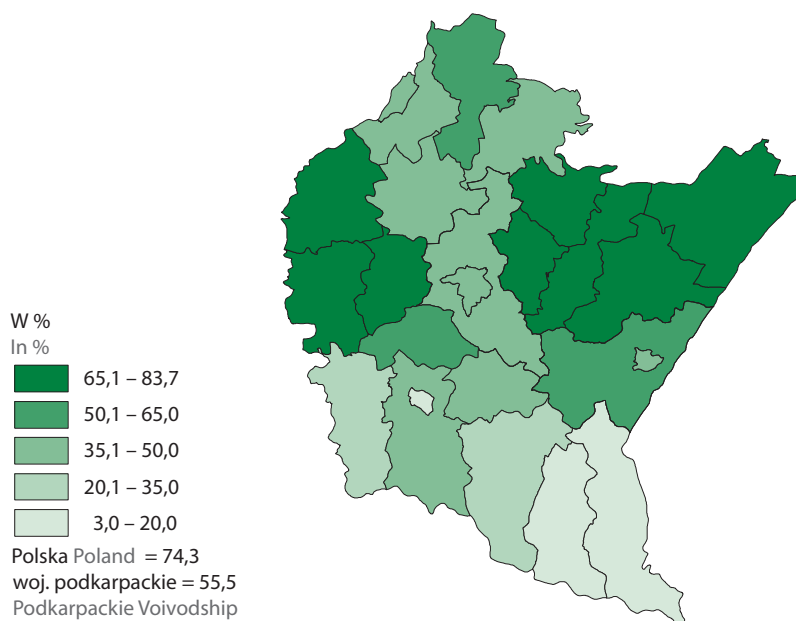 W %
In %
65,1 – 83,7
50,1 – 65,0
35,1 – 50,0
20,1 – 35,0
3,0 – 20,0
Polska Poland = 74,3
woj. podkarpackie = 55,5
Podkarpackie Voivodship